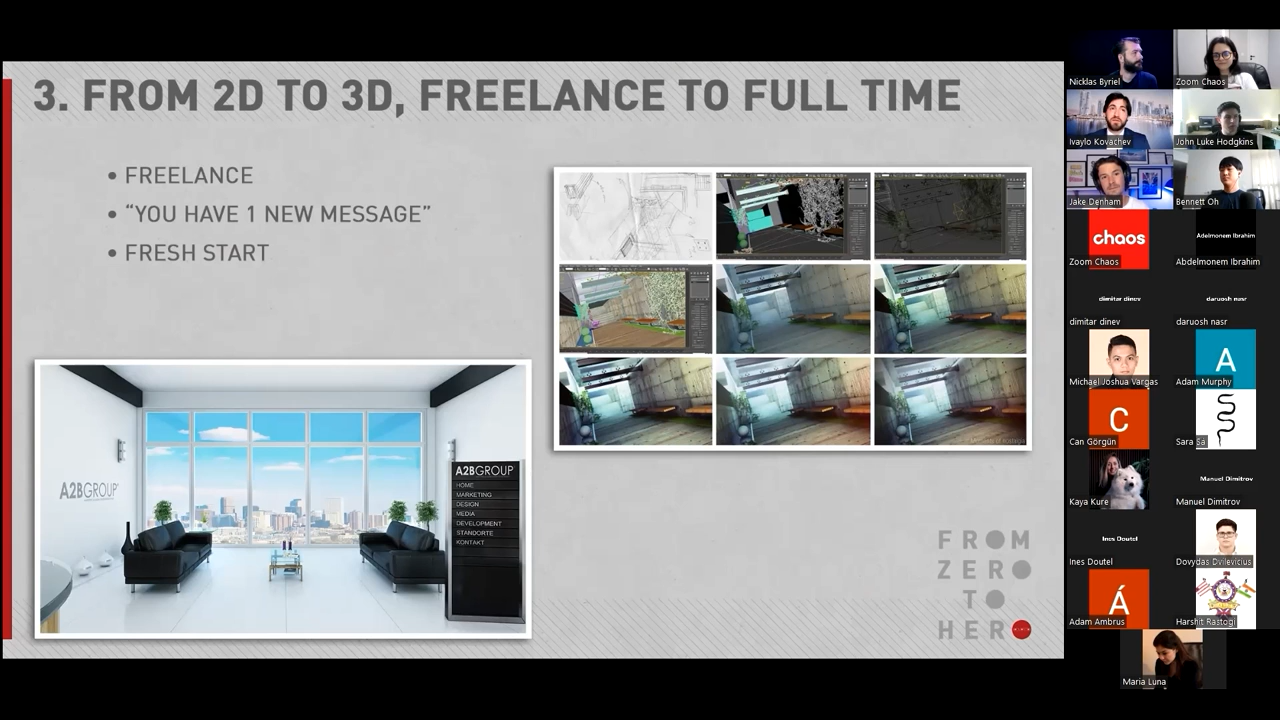 3. FROM 2D TO 3D, FREELANCE TO FULL TIME
• FREELANCE
• “YOU HAVE 1 NEW MESSAGE”
• FRESH START
A2BGROUP
A2BGROUP
HOME
MARKETING
DESIGN
MEDIA
DEVELOPMENT
STANDORTE
KONTAKT
FROM
ZERO
TO
HERO
Nicklas Byriel
Zoom Chaos
Ivaylo Kovachev
John Luke Hodgkins
Jake Denham
Bennett Oh
chaos
Zoom Chaos
Abdelmonem Ibrahim
Abdelmonem Ibrahim
dimitar dinev
dimitar dinev
daruosh nasr
daruosh nasr
Michael Joshua Vargas
A
Adam Murphy
C
Can Görgün
Sara Sa
Kaya Kure
Manuel Dimitrov
Manuel Dimitrov
Ines Doutel
Ines Doutel
Dovydas Dvilevicius
Á
Adam Ambrus
Harshit Rastogi
Maria Luna